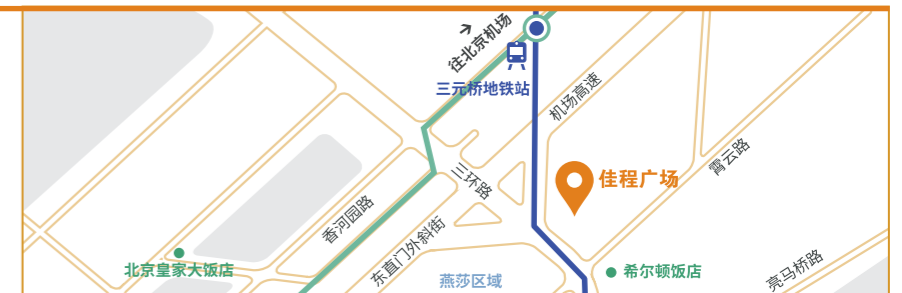 往北京机场
三元桥地铁站
机场高速
霄云路
三环路
佳程广场
香河园路
东直门外斜街
北京皇家大饭店
燕莎区域
希尔顿饭店
亮马桥路